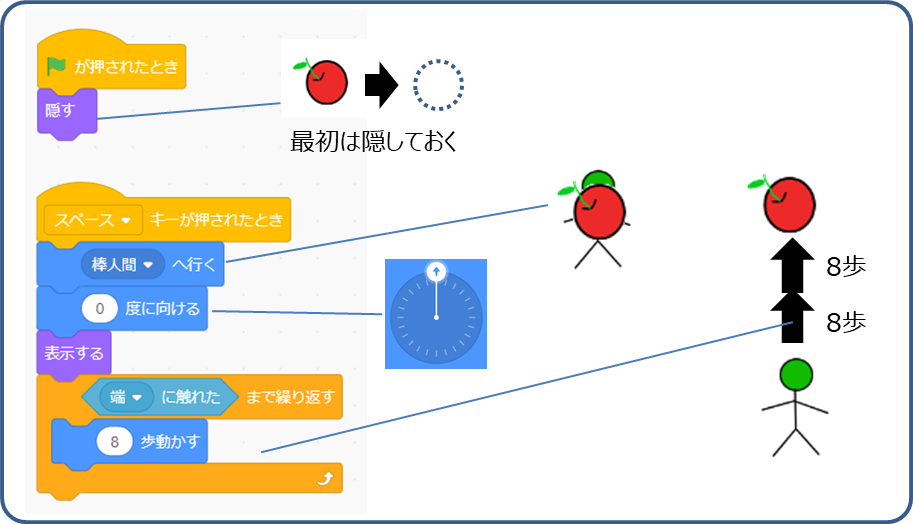 が押されたとき
隠す
最初は隠しておく
スペース キーが押されたとき
棒人間 へ行く
0 度に向ける
表示する
端 に触れた まで繰り返す
8 歩動かす
8歩
8歩